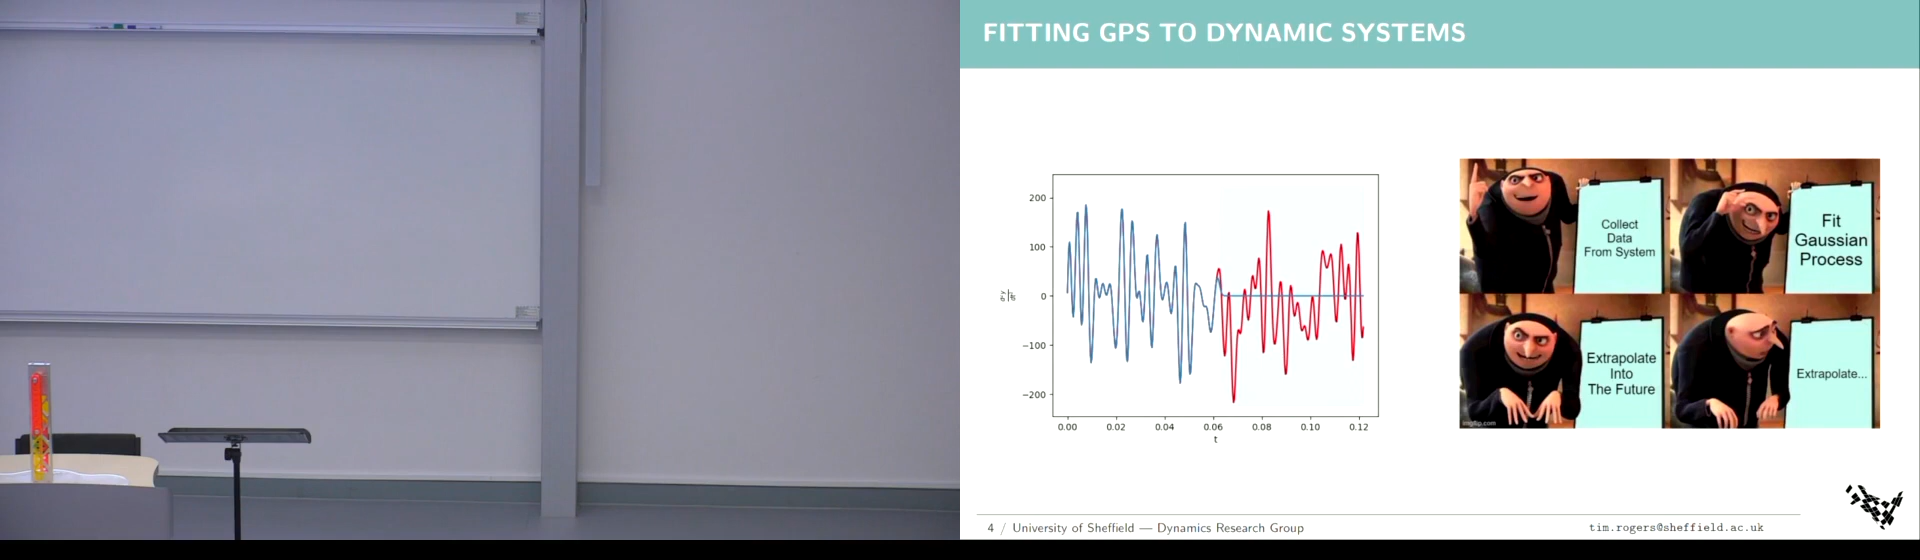 FITTING GPS TO DYNAMIC SYSTEMS
200
100
0
−100
−200
0.00 0.02 0.04 0.06 0.08 0.10 0.12
t
Collect
Data
From System
Fit
Gaussian
Process
Extrapolate
Into
The Future
Extrapolate...
imgflip.com
4 / University of Sheffield — Dynamics Research Group
tim.rogers@sheffield.ac.uk